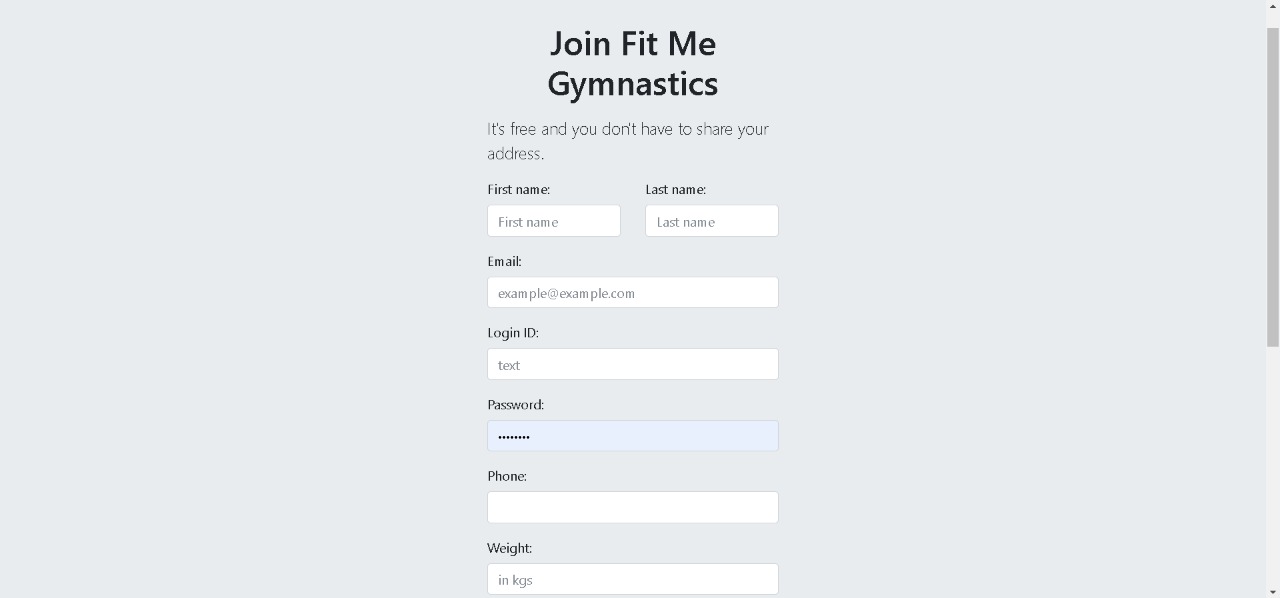 Join Fit Me
Gymnastics
It's free and you don't have to share your
address.
First name: Last name:
First name Last name
Email:
example@example.com
Login ID:
text
Password:
••••••••
Phone:
Weight:
in kgs